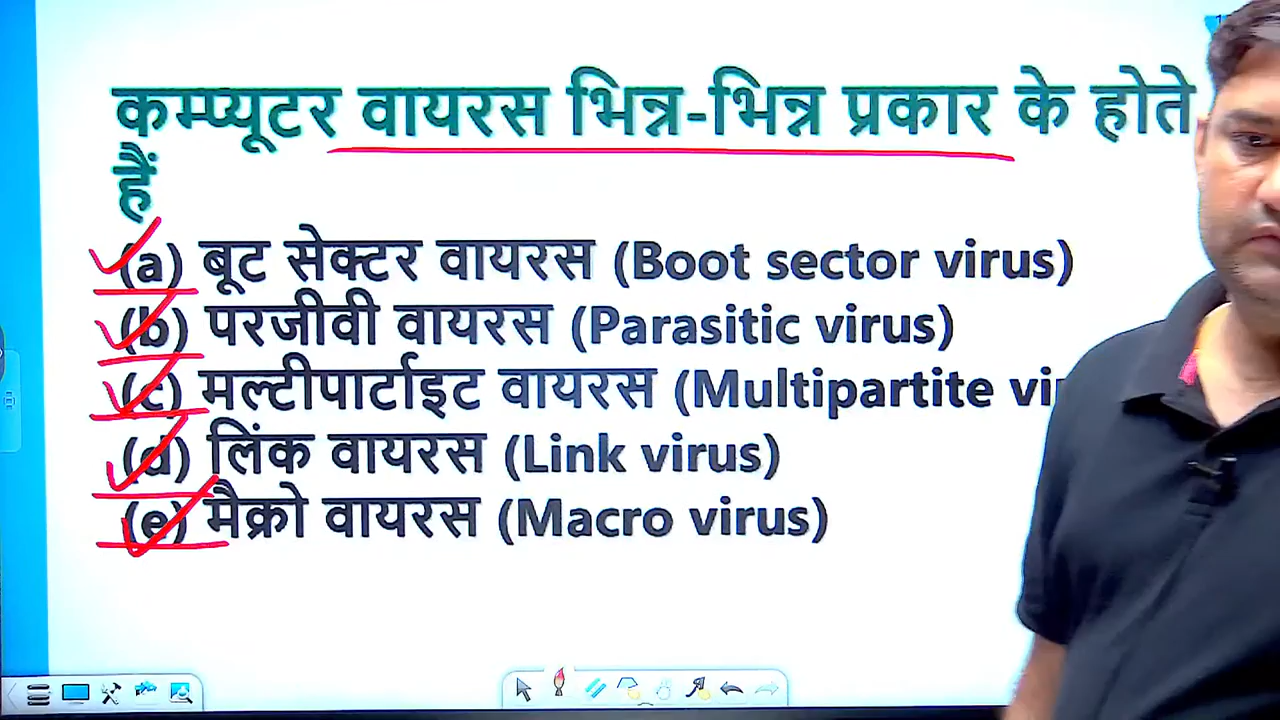 कम्प्यूटर वायरस भिन्न-भिन्न प्रकार के होते
हैं
(a) बूट सेक्टर वायरस (Boot sector virus)
(b) परजीवी वायरस (Parasitic virus)
(c) मल्टीपार्टाइट वायरस (Multipartite
(d) लिंक वायरस (Link virus)
(e) मैक्रो वायरस (Macro virus)